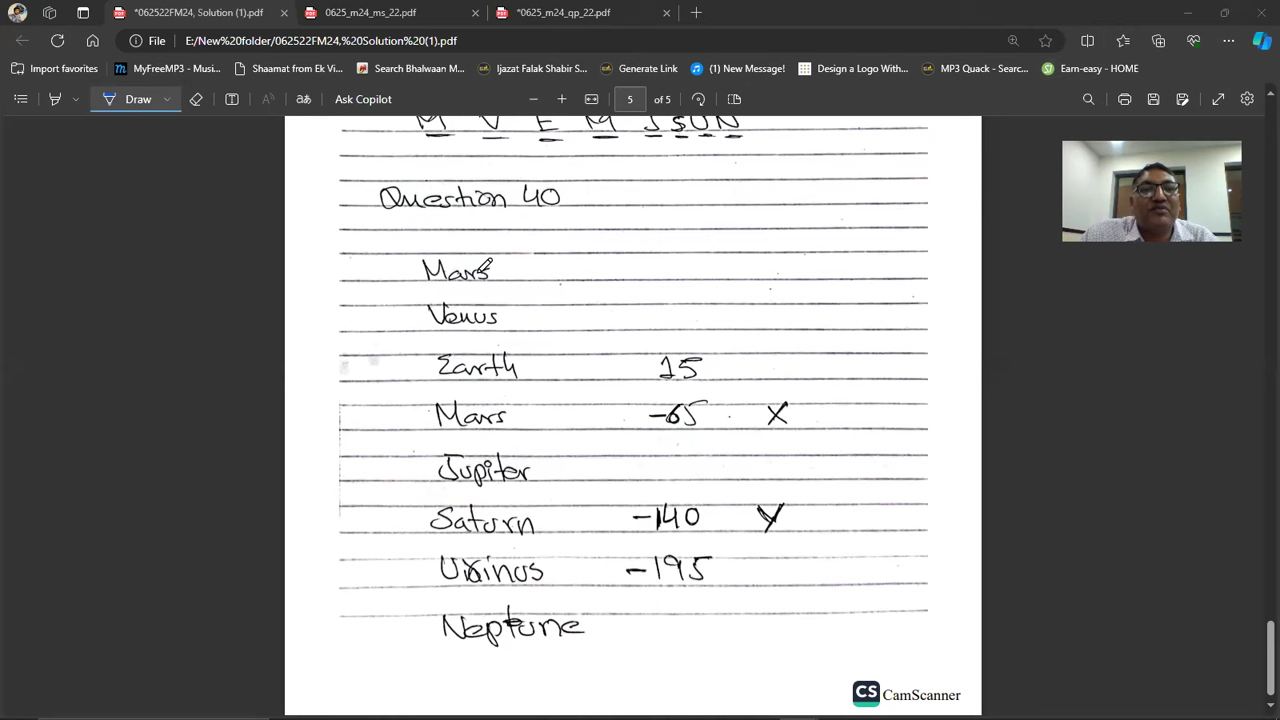 *062522FM24, Solution (1).pdf
0625_m24_ms_22.pdf
*0625_m24_qp_22.pdf
File E:/New%20folder/062522FM24,%20Solution%20(1).pdf
Import favorites MyFreeMP3 - Musi... Shaamat from Ek Vi... Search Bhalwaan M... Ijazat Falak Shabir S... Generate Link (1) New Message! Design a Logo With... MP3 Quack - Searc... Earn-easy - HOME
Draw Ask Copilot 5 of 5
M V E M J S U N
Question 40
Mars
Venus
Earth 15
Mars -65 X
Jupiter
Saturn -140 Y
Urinus -195
Neptune
CS CamScanner